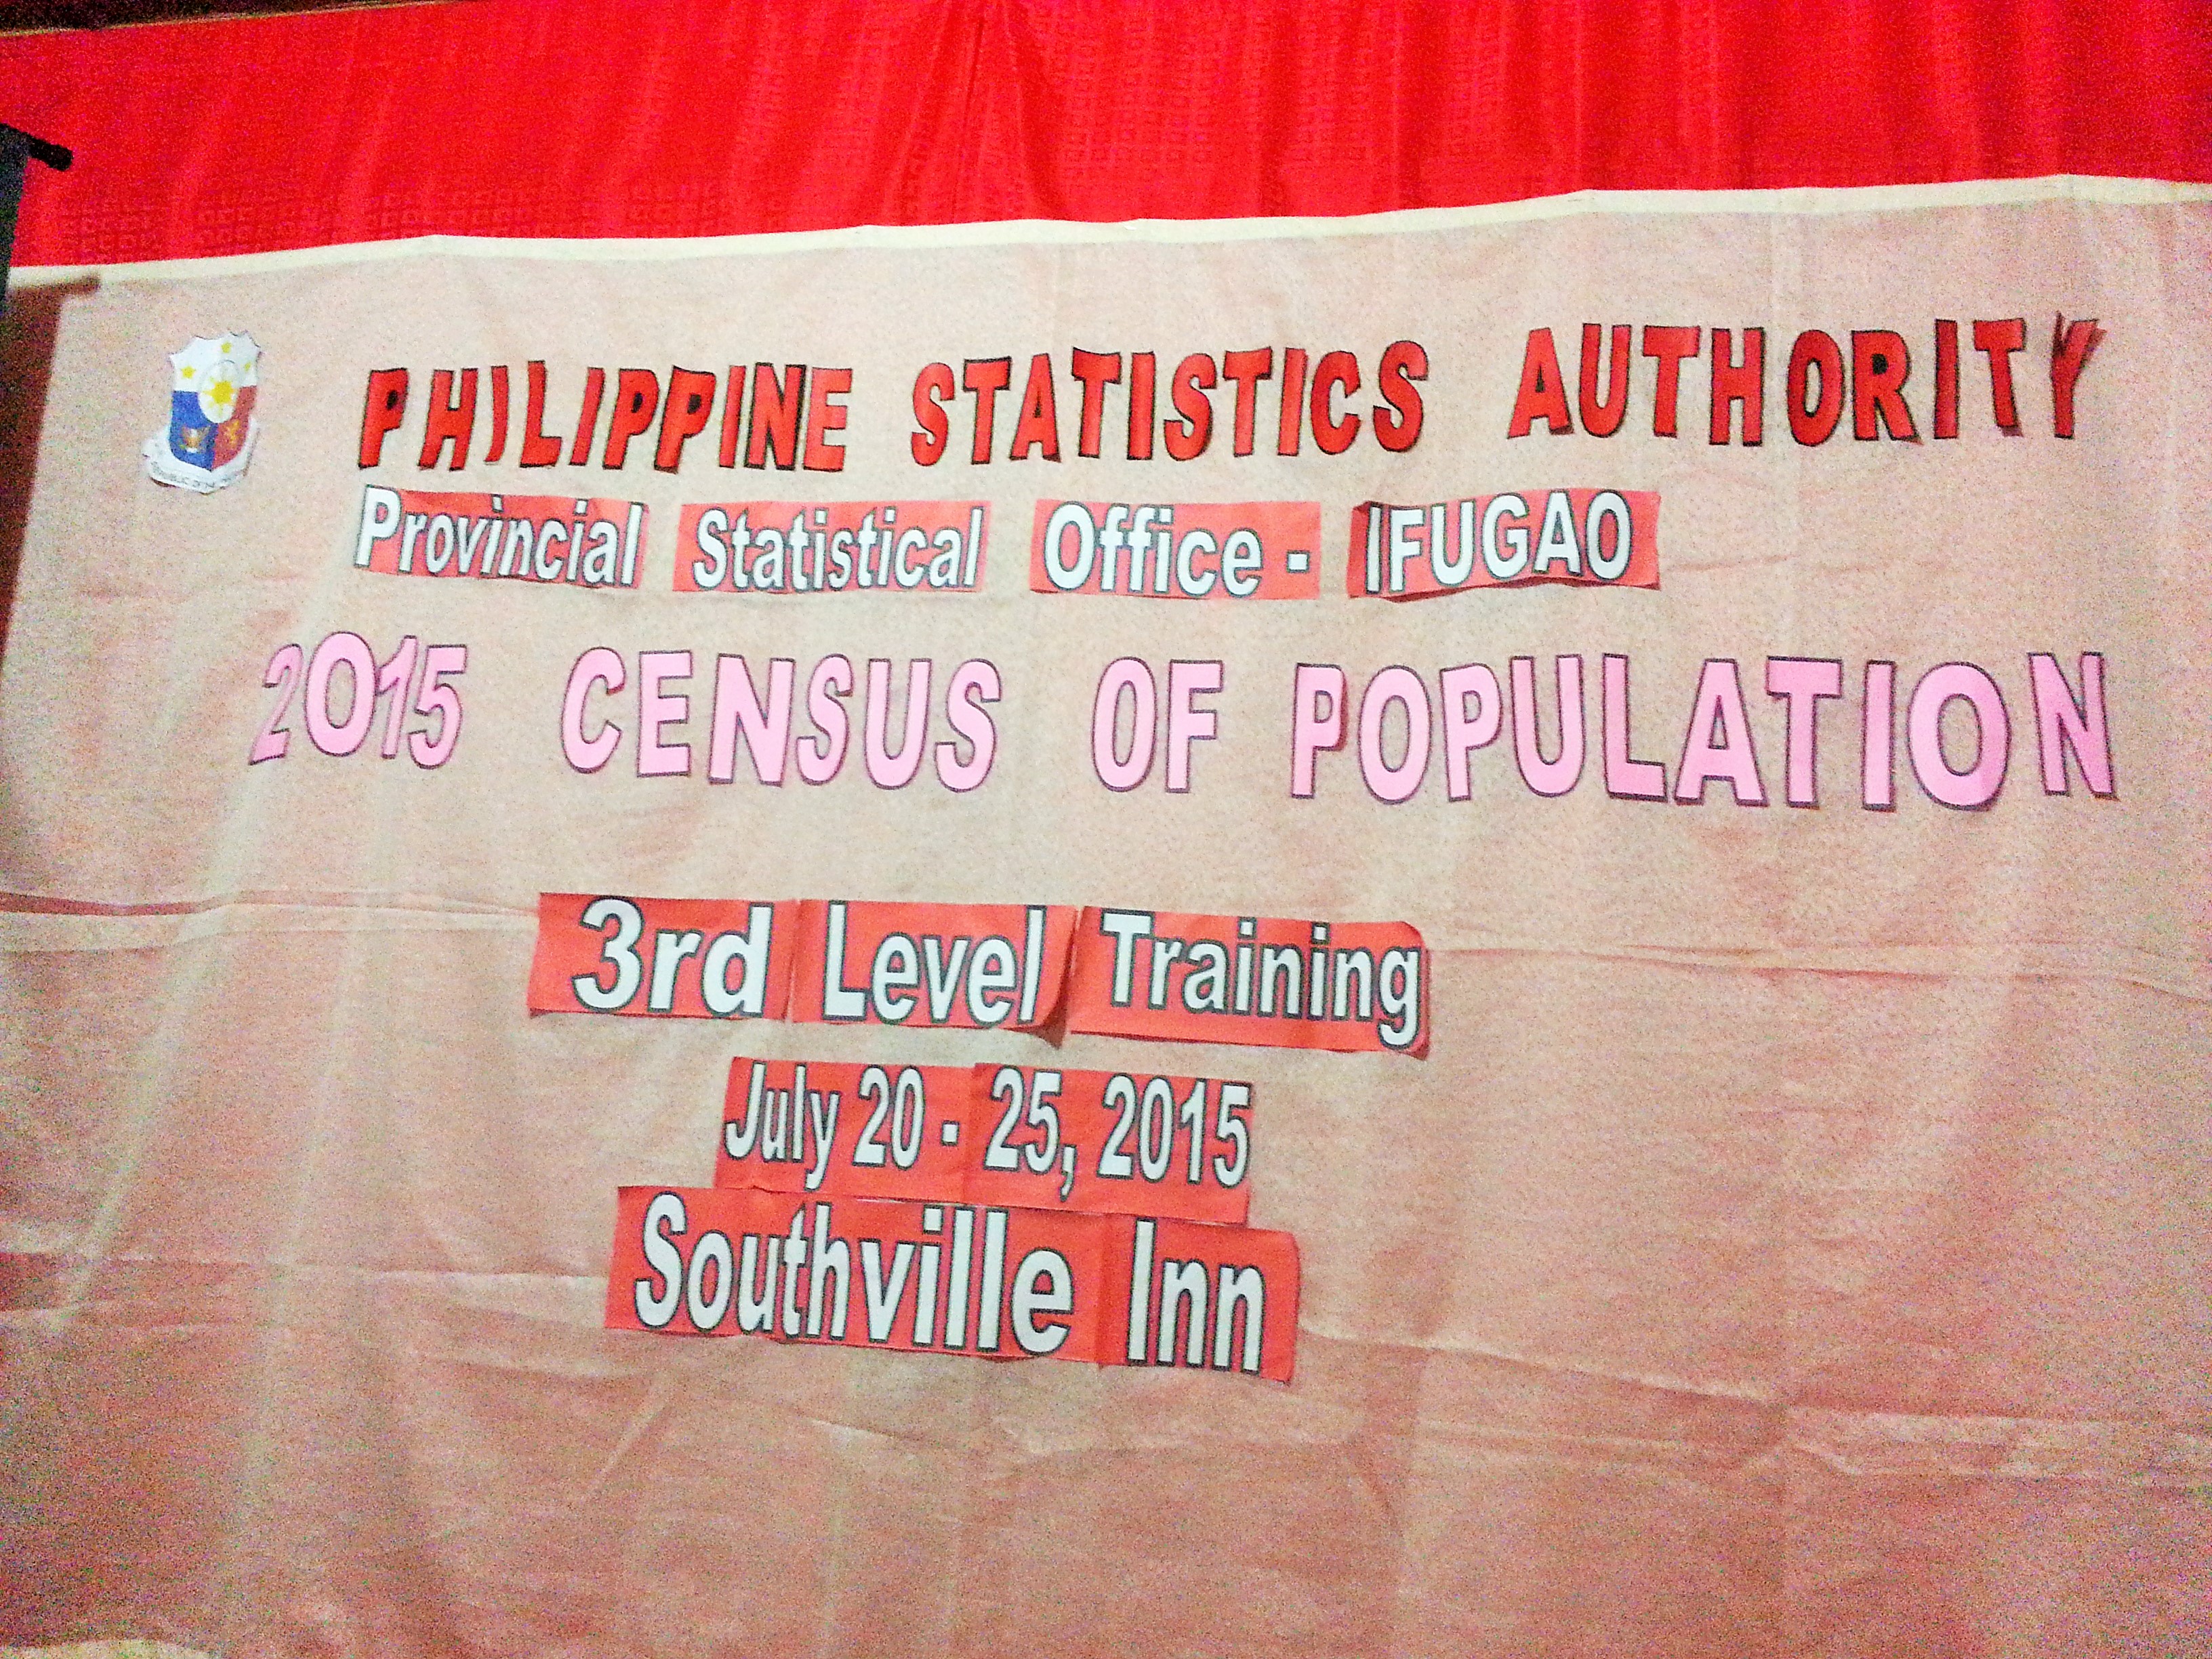 PHILIPPINE STATISTICS AUTHORITY
Provincial Statistical Office - IFUGAO
2015 CENSUS OF POPULATION
3rd Level Training
July 20 - 25, 2015
Southville Inn